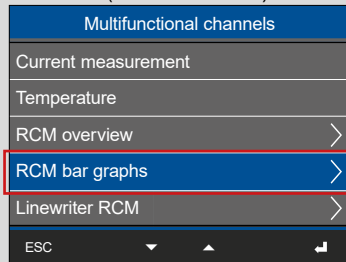 Multifunctional channels
Current measurement
Temperature
RCM overview
RCM bar graphs
Linewriter RCM
ESC